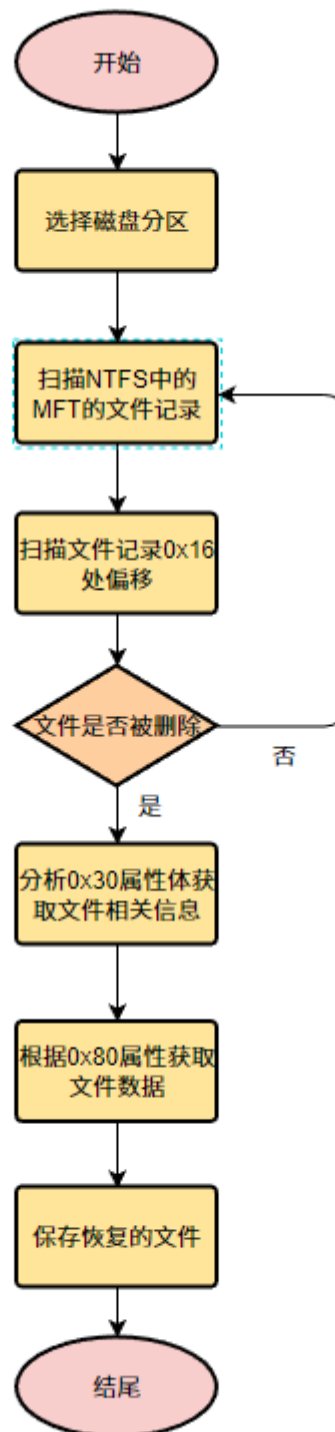 开始
选择磁盘分区
扫描NTFS中的
MFT的文件记录
扫描文件记录0x16
处偏移
文件是否被删除
否
是
分析0x30属性体获
取文件相关信息
根据0x80属性获取
文件数据
保存恢复的文件
结尾